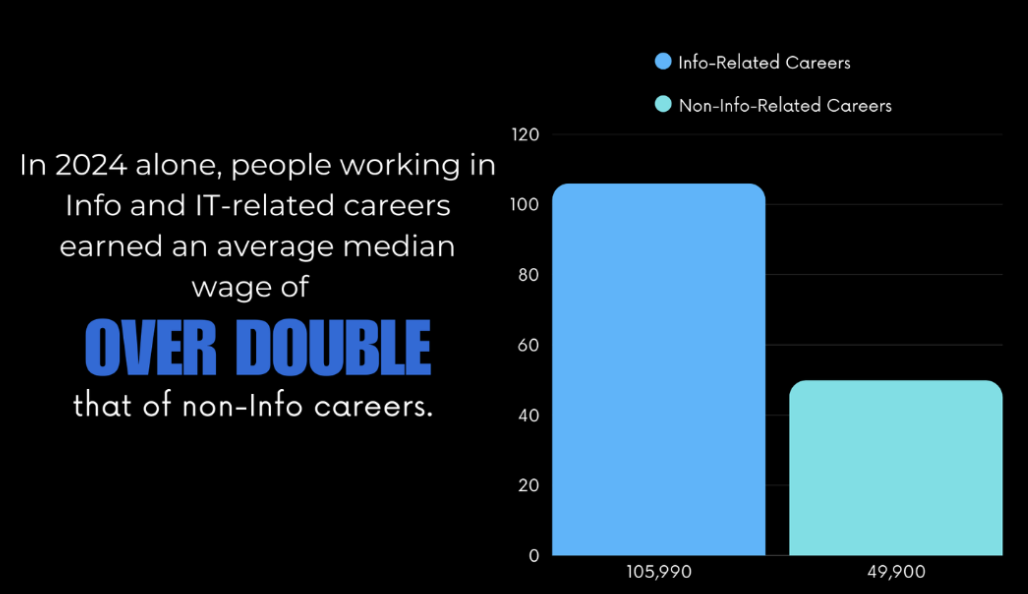 In 2024 alone, people working in
Info and IT-related careers
earned an average median
wage of
OVER DOUBLE
that of non-Info careers.
Info-Related Careers
Non-Info-Related Careers
120
100
80
60
40
20
0
105,990
49,900